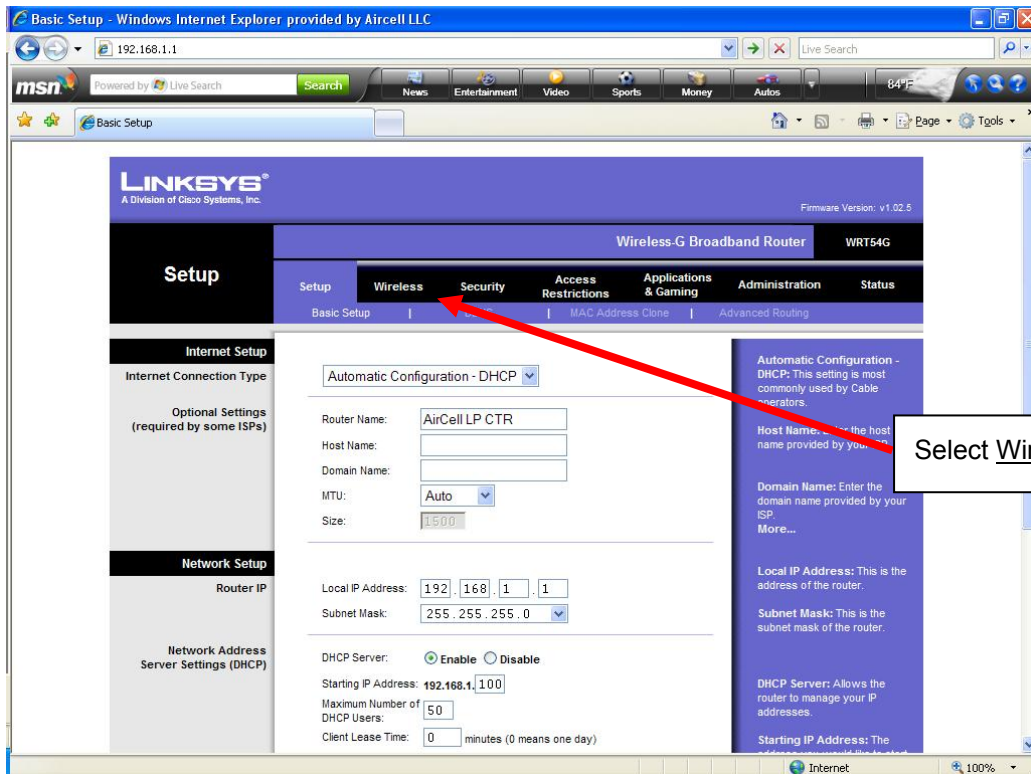 Basic Setup - Windows Internet Explorer provided by Aircell LLC
192.168.1.1
Live Search
msn
Powered by Live Search
Search
News
Entertainment
Video
Sports
Money
Autos
84°F
Basic Setup
Page
Tools
LINKSYS®
A Division of Cisco Systems, Inc.
Firmware Version: v1.02.5
Wireless-G Broadband Router
WRT54G
Setup
Setup
Wireless
Security
Access Restrictions
Applications & Gaming
Administration
Status
Basic Setup
|
| MAC Address Clone
| Advanced Routing
Internet Setup
Internet Connection Type
Automatic Configuration - DHCP
Optional Settings
(required by some ISPs)
Router Name: AirCell LP CTR
Host Name:
Domain Name:
MTU: Auto
Size: 1500
Network Setup
Router IP
Local IP Address: 192 . 168 . 1 . 1
Subnet Mask: 255 . 255 . 255 . 0
Network Address
Server Settings (DHCP)
DHCP Server: Enable Disable
Starting IP Address: 192.168.1. 100
Maximum Number of
DHCP Users: 50
Client Lease Time: 0 minutes (0 means one day)
Automatic Configuration -
DHCP: This setting is most
commonly used by Cable
operators.
Host Name: Enter the host
name provided by your
Domain Name: Enter the
domain name provided by your
ISP.
More...
Local IP Address: This is the
address of the router.
Subnet Mask: This is the
subnet mask of the router.
DHCP Server: Allows the
router to manage your IP
addresses.
Starting IP Address: The
Select
Internet
100%